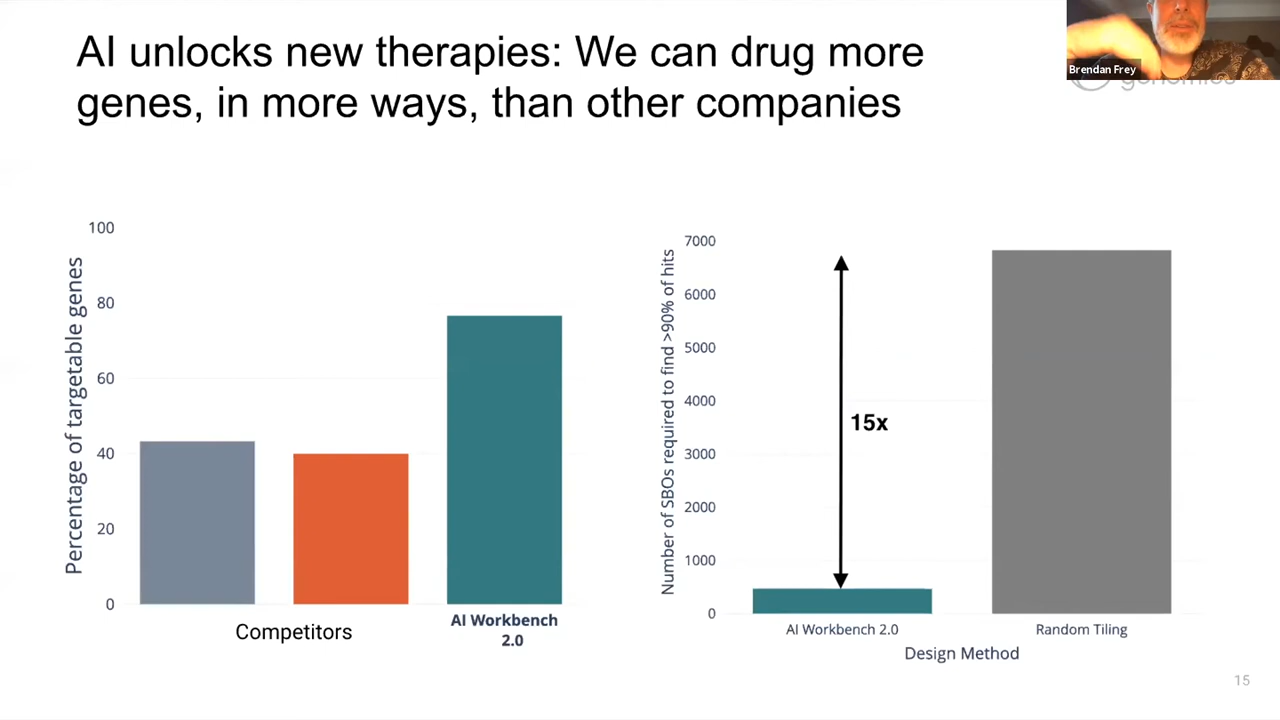 AI unlocks new therapies: We can drug more
genes, in more ways, than other companies
Brendan Frey
genomics
Percentage of targetable genes
100
80
60
40
20
0
Competitors
AI Workbench
2.0
Number of SBOs required to find >90% of hits
7000
6000
5000
4000
3000
2000
1000
0
15x
AI Workbench 2.0
Random Tiling
Design Method
15